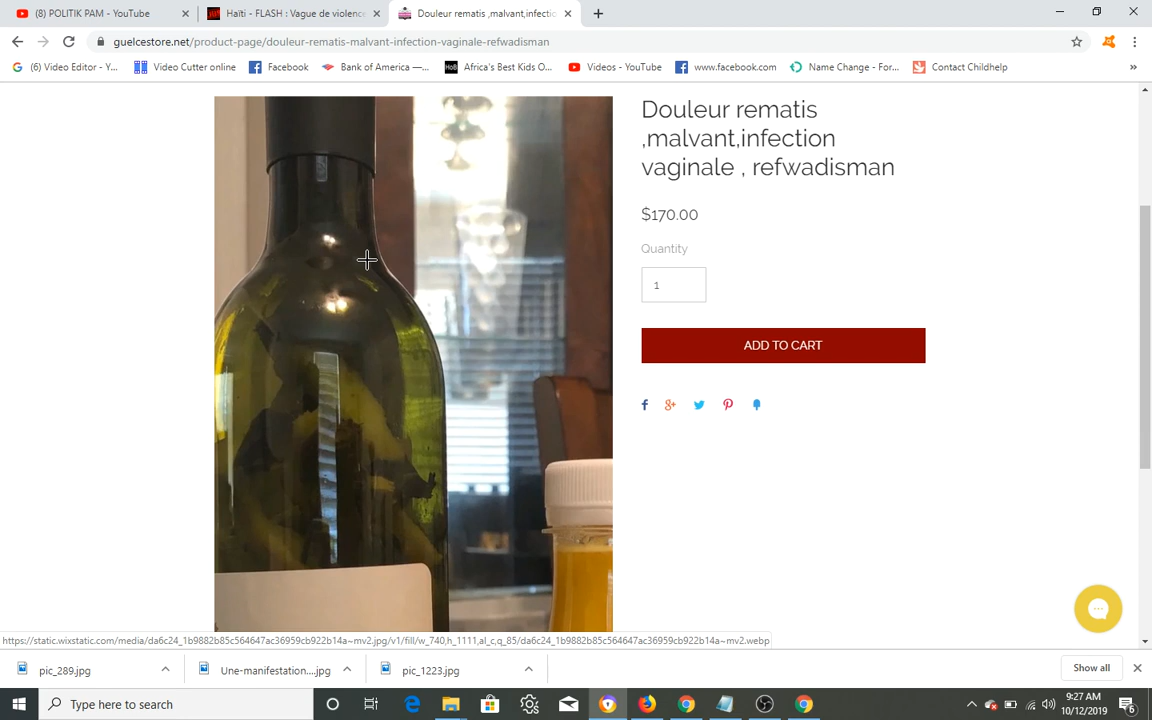 (8) POLITIK PAM - YouTube
Haïti - FLASH : Vague de violence
Douleur rematis ,malvant,infectio
guelcestore.net/product-page/douleur-rematis-malvant-infection-vaginale-refwadisman
(6) Video Editor - Y...
Video Cutter online
Facebook
Bank of America —...
Africa's Best Kids O...
Videos - YouTube
www.facebook.com
Name Change - For...
Contact Childhelp
»
Douleur rematis
,malvant,infection
vaginale , refwadisman
$170.00
Quantity
1
ADD TO CART
https://static.wixstatic.com/media/da6c24_1b9882b85c564647ac36959cb922b14a~mv2.jpg/v1/fill/w_740,h_1111,al_c,q_85/da6c24_1b9882b85c564647ac36959cb922b14a~mv2.webp
pic_289.jpg
Une-manifestation....jpg
pic_1223.jpg
Show all
Type here to search
9:27 AM
10/12/2019
6